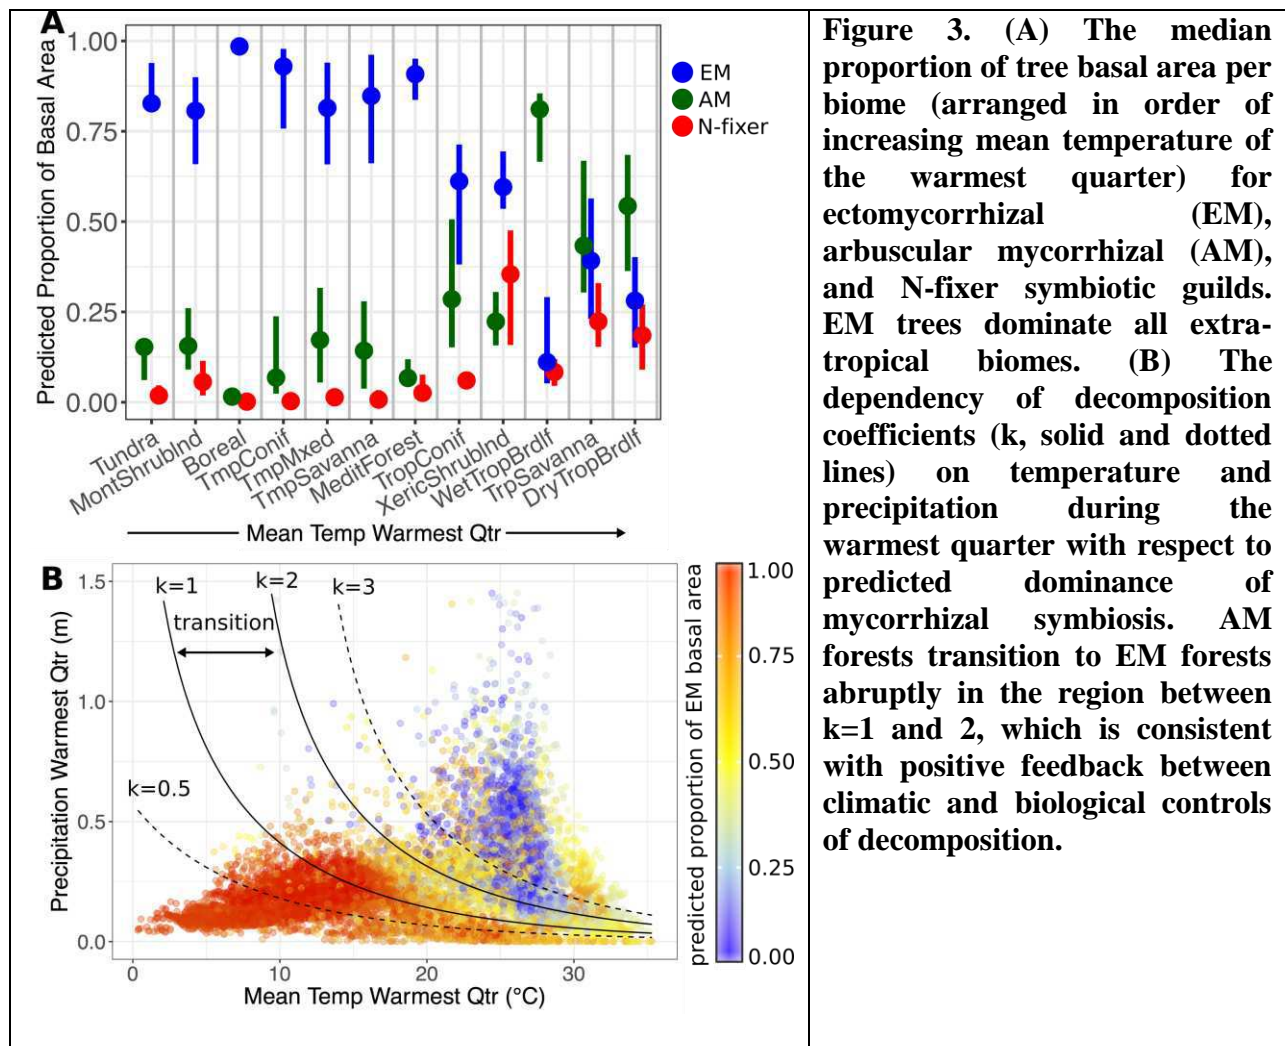 A
Predicted Proportion of Basal Area
1.00
0.75
0.50
0.25
0.00
EM
AM
N-fixer
Tundra
MontShrublnd
Boreal
TmpConif
TmpMxed
TmpSavanna
MeditForest
TropConif
XericShrublnd
WetTropBrdlf
TrpSavanna
DryTropBrdlf
Mean Temp Warmest Qtr
B
Precipitation Warmest Qtr (m)
1.5
1.0
0.5
0.0
k=1
k=2
k=3
transition
k=0.5
0
10
20
30
Mean Temp Warmest Qtr (°C)
predicted proportion of EM basal area
1.00
0.75
0.50
0.25
0.00
Figure 3. (A) The median
proportion of tree basal area per
biome (arranged in order of
increasing mean temperature of
the warmest quarter) for
ectomycorrhizal (EM),
arbuscular mycorrhizal (AM),
and N-fixer symbiotic guilds.
EM trees dominate all extra-
tropical biomes. (B) The
dependency of decomposition
coefficients (k, solid and dotted
lines) on temperature and
precipitation during the
warmest quarter with respect to
predicted dominance of
mycorrhizal symbiosis. AM
forests transition to EM forests
abruptly in the region between
k=1 and 2, which is consistent
with positive feedback between
climatic and biological controls
of decomposition.